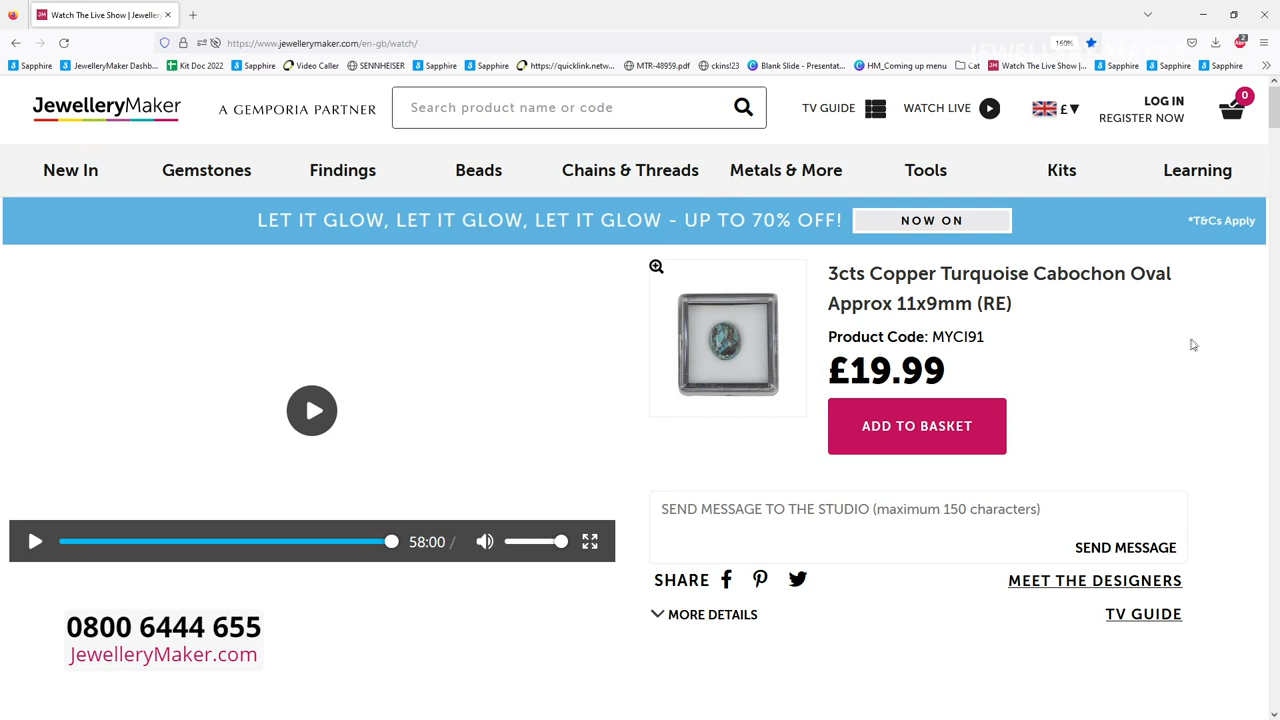 Watch The Live Show | Jeweller
https://www.jewellerymaker.com/en-gb/watch/
160%
2
Sapphire
JewelleryMaker Dashb...
Kit Doc 2022
Sapphire
Video Caller
SENNHEISER
Sapphire
Sapphire
https://quicklink.netw...
MTR-48959.pdf
ckins!23
Blank Slide - Presentat...
HM_Coming up menu
Cat
Watch The Live Show |...
Sapphire
Sapphire
Sapphire
JewelleryMaker
A GEMPORIA PARTNER
Search product name or code
TV GUIDE
WATCH LIVE
£
LOG IN
REGISTER NOW
0
New In
Gemstones
Findings
Beads
Chains & Threads
Metals & More
Tools
Kits
Learning
LET IT GLOW, LET IT GLOW, LET IT GLOW - UP TO 70% OFF!
NOW ON
*T&Cs Apply
3cts Copper Turquoise Cabochon Oval
Approx 11x9mm (RE)
Product Code: MYCI91
£19.99
ADD TO BASKET
SEND MESSAGE TO THE STUDIO (maximum 150 characters)
SEND MESSAGE
58:00 /
SHARE
MEET THE DESIGNERS
MORE DETAILS
TV GUIDE
0800 6444 655
JewelleryMaker.com